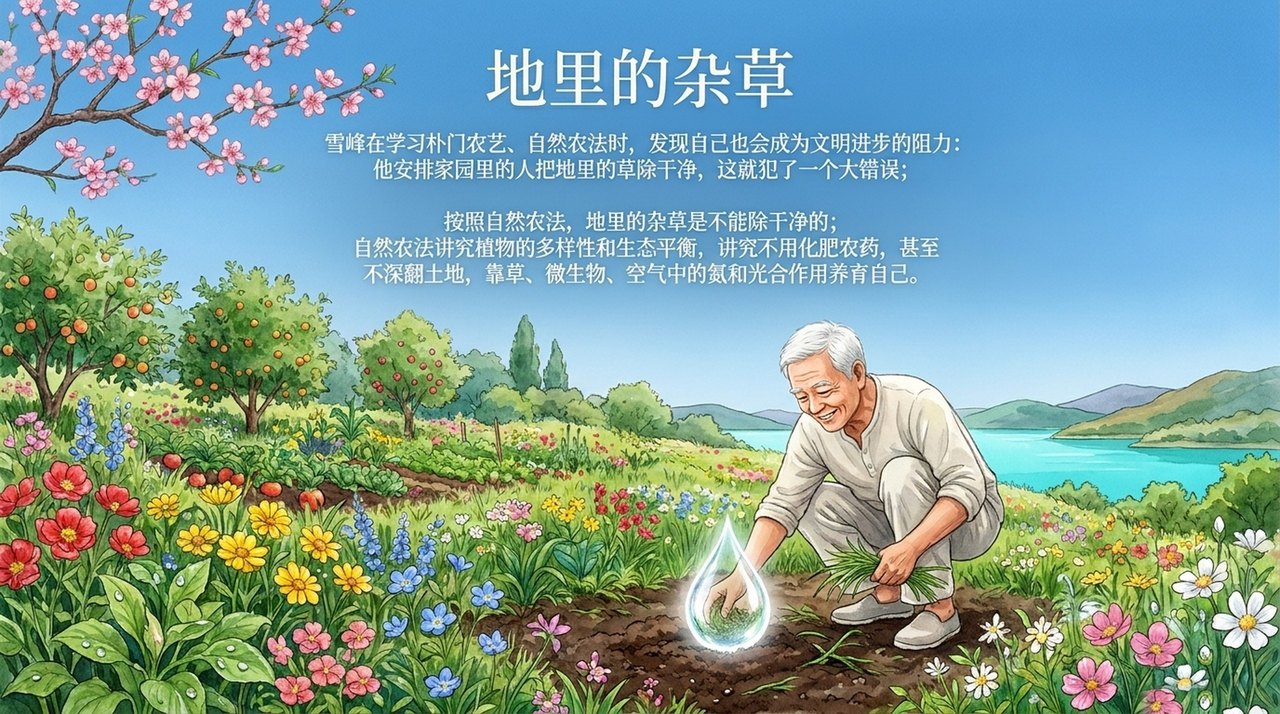 地里的杂草
雪峰在学习朴门农艺、自然农法时，发现自己也会成为文明进步的阻力：
他安排家园里的人把地里的草除干净，这就犯了一个大错误；
按照自然农法，地里的杂草是不能除干净的；
自然农法讲究植物的多样性和生态平衡，讲究不用化肥农药，甚至
不深翻土地，靠草、微生物、空气中的氮和光合作用养育自己。